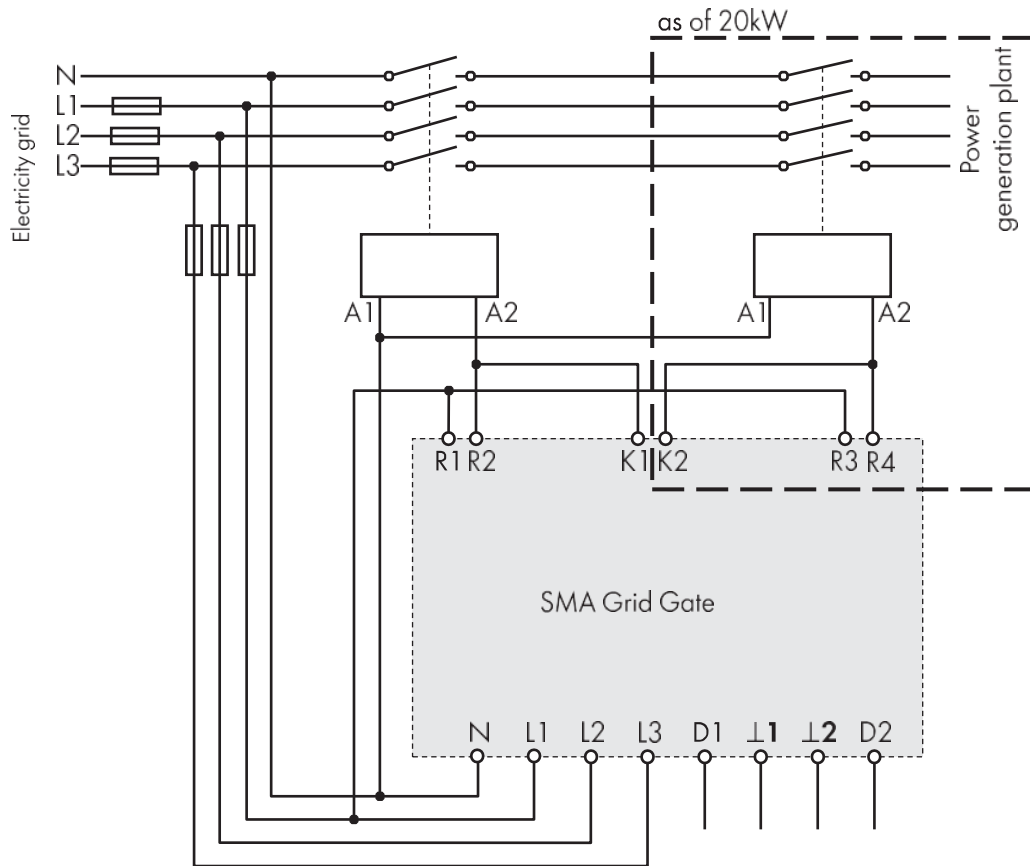 as of 20kW
N
L1
L2
L3
Electricity grid
Power
generation plant
A1 A2 A1 A2
R1 R2 K1 K2 R3 R4
SMA Grid Gate
N L1 L2 L3 D1 ⊥1 ⊥2 D2